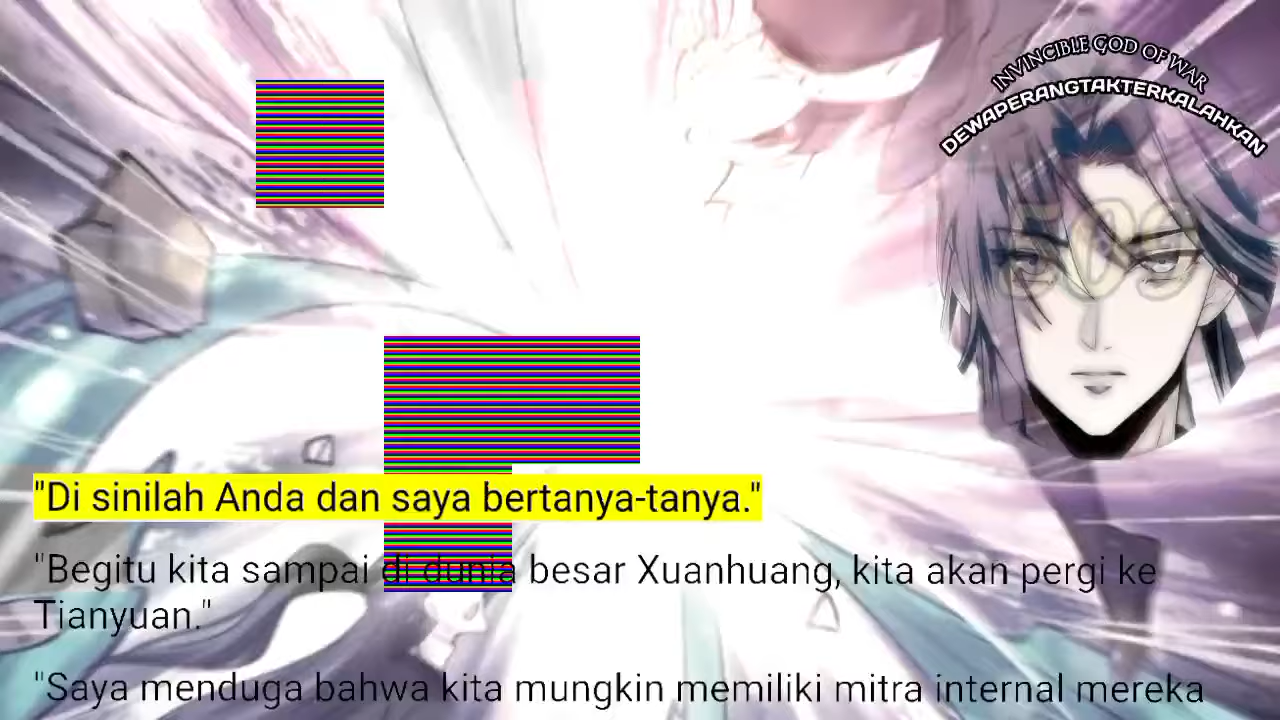 INVINCIBLE GOD OF WAR
DEWAPERANGTAKTERKALAHKAN
509
"Di sinilah Anda dan saya bertanya-tanya."
"Begitu kita sampai di dunia besar Xuanhuang, kita akan pergi ke
Tianyuan."
"Saya menduga bahwa kita mungkin memiliki mitra internal mereka